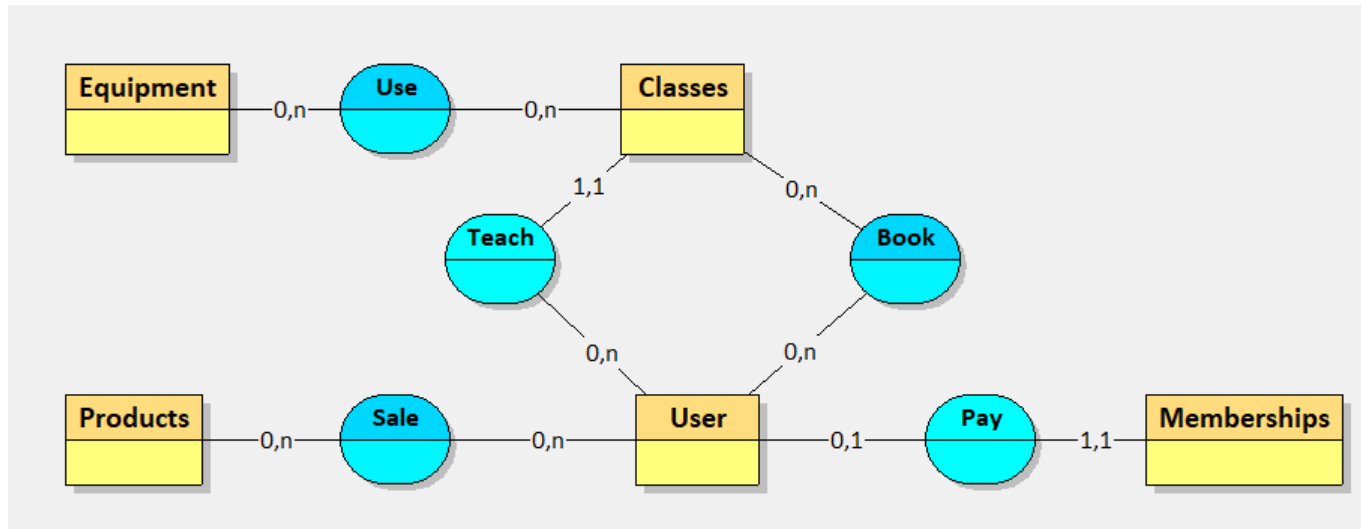 Equipment 0,n Use 0,n Classes
1,1 0,n
Teach Book
0,n 0,n
Products 0,n Sale 0,n User 0,1 Pay 1,1 Memberships